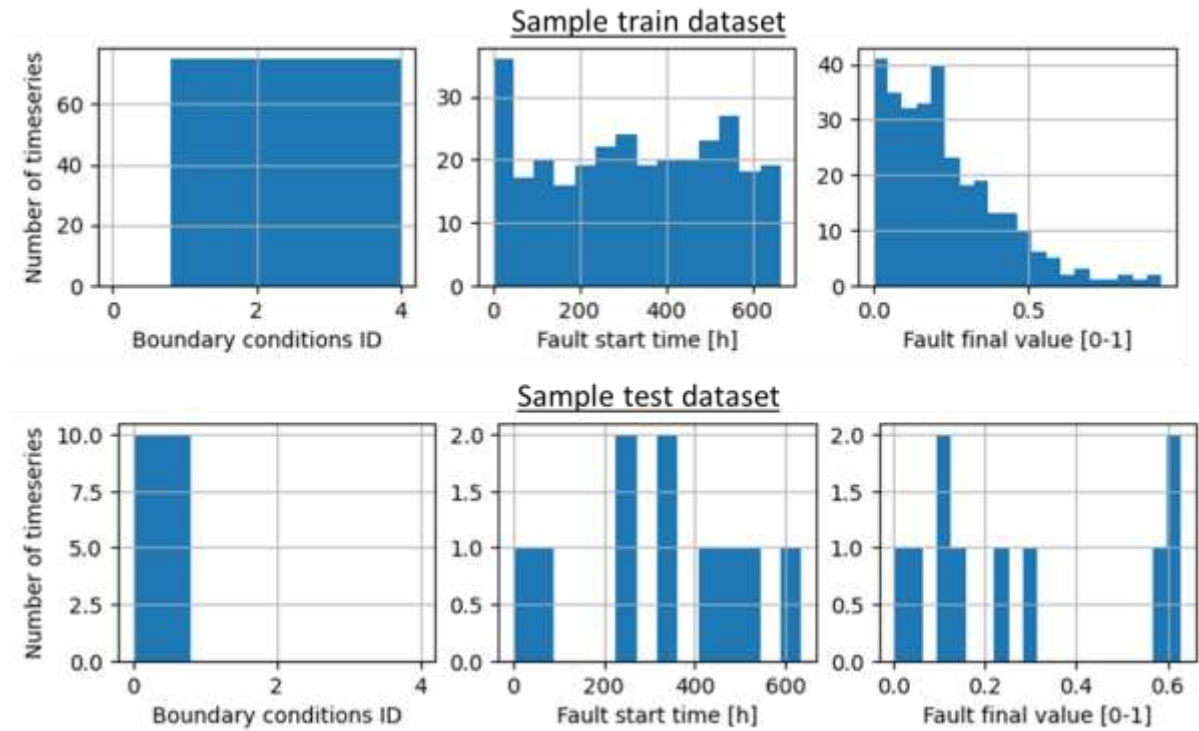 Sample train dataset
Number of timeseries
60
40
20
0
0 2 4
Boundary conditions ID
30
20
10
0
0 200 400 600
Fault start time [h]
40
30
20
10
0
0.0 0.5
Fault final value [0-1]
Sample test dataset
Number of timeseries
10.0
7.5
5.0
2.5
0.0
0 2 4
Boundary conditions ID
2.0
1.5
1.0
0.5
0.0
0 200 400 600
Fault start time [h]
2.0
1.5
1.0
0.5
0.0
0.0 0.2 0.4 0.6
Fault final value [0-1]